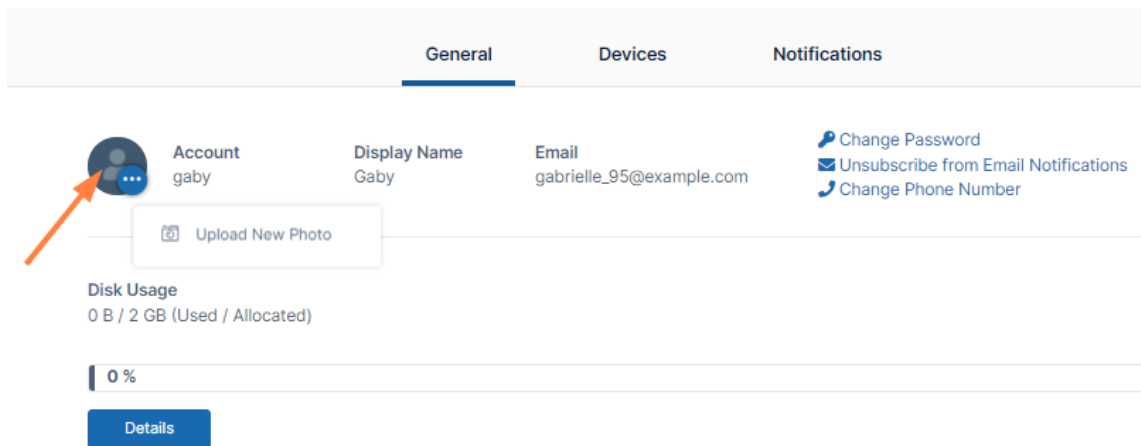 General Devices Notifications
Account Display Name Email
gaby Gaby gabrielle_95@example.com
Change Password
Unsubscribe from Email Notifications
Change Phone Number
Upload New Photo
Disk Usage
0 B / 2 GB (Used / Allocated)
0 %
Details